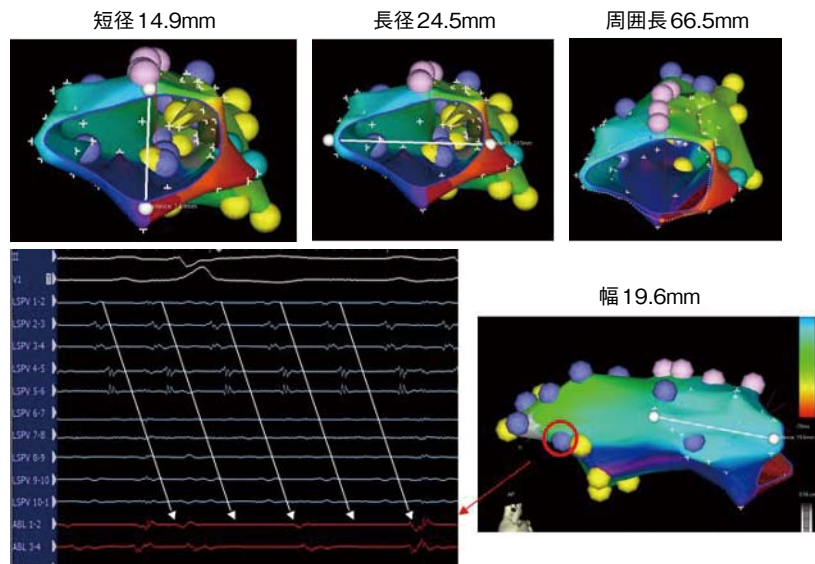 短径14.9mm
長径24.5mm
周囲長66.5mm
II
V1
LSPV 1-2
LSPV 2-3
LSPV 3-4
LSPV 4-5
LSPV 5-6
LSPV 6-7
LSPV 7-8
LSPV 8-9
LSPV 9-10
LSPV 10-1
ABL 1-2
ABL 3-4
幅19.6mm
AP